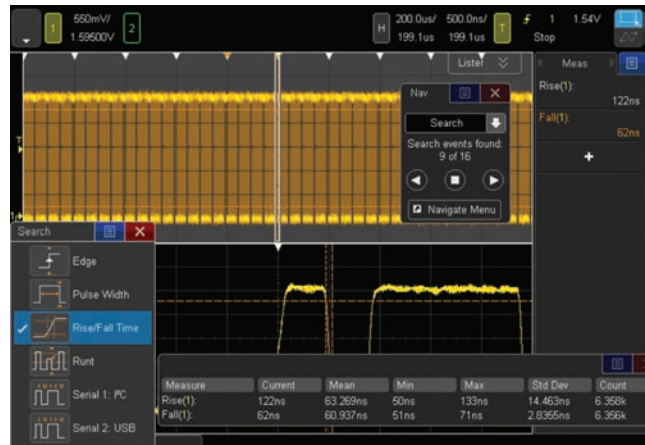 1 550mV/ 1.59500V 2
H 200.0us/ 199.1us 500.0ns/ 199.1us T 1 1.54V Stop
Lister
Meas
Rise(1):
122ns
Fall(1):
62ns
Nav
Search
Search events found:
9 of 16
Navigate Menu
T
1
Search
Edge
Pulse Width
Rise/Fall Time
Runt
Serial 1: I²C
Serial 2: USB
Measure Current Mean Min Max Std Dev Count
Rise(1): 122ns 63.269ns 50ns 133ns 14.463ns 6.358k
Fall(1): 62ns 60.937ns 51ns 71ns 2.8355ns 6.356k